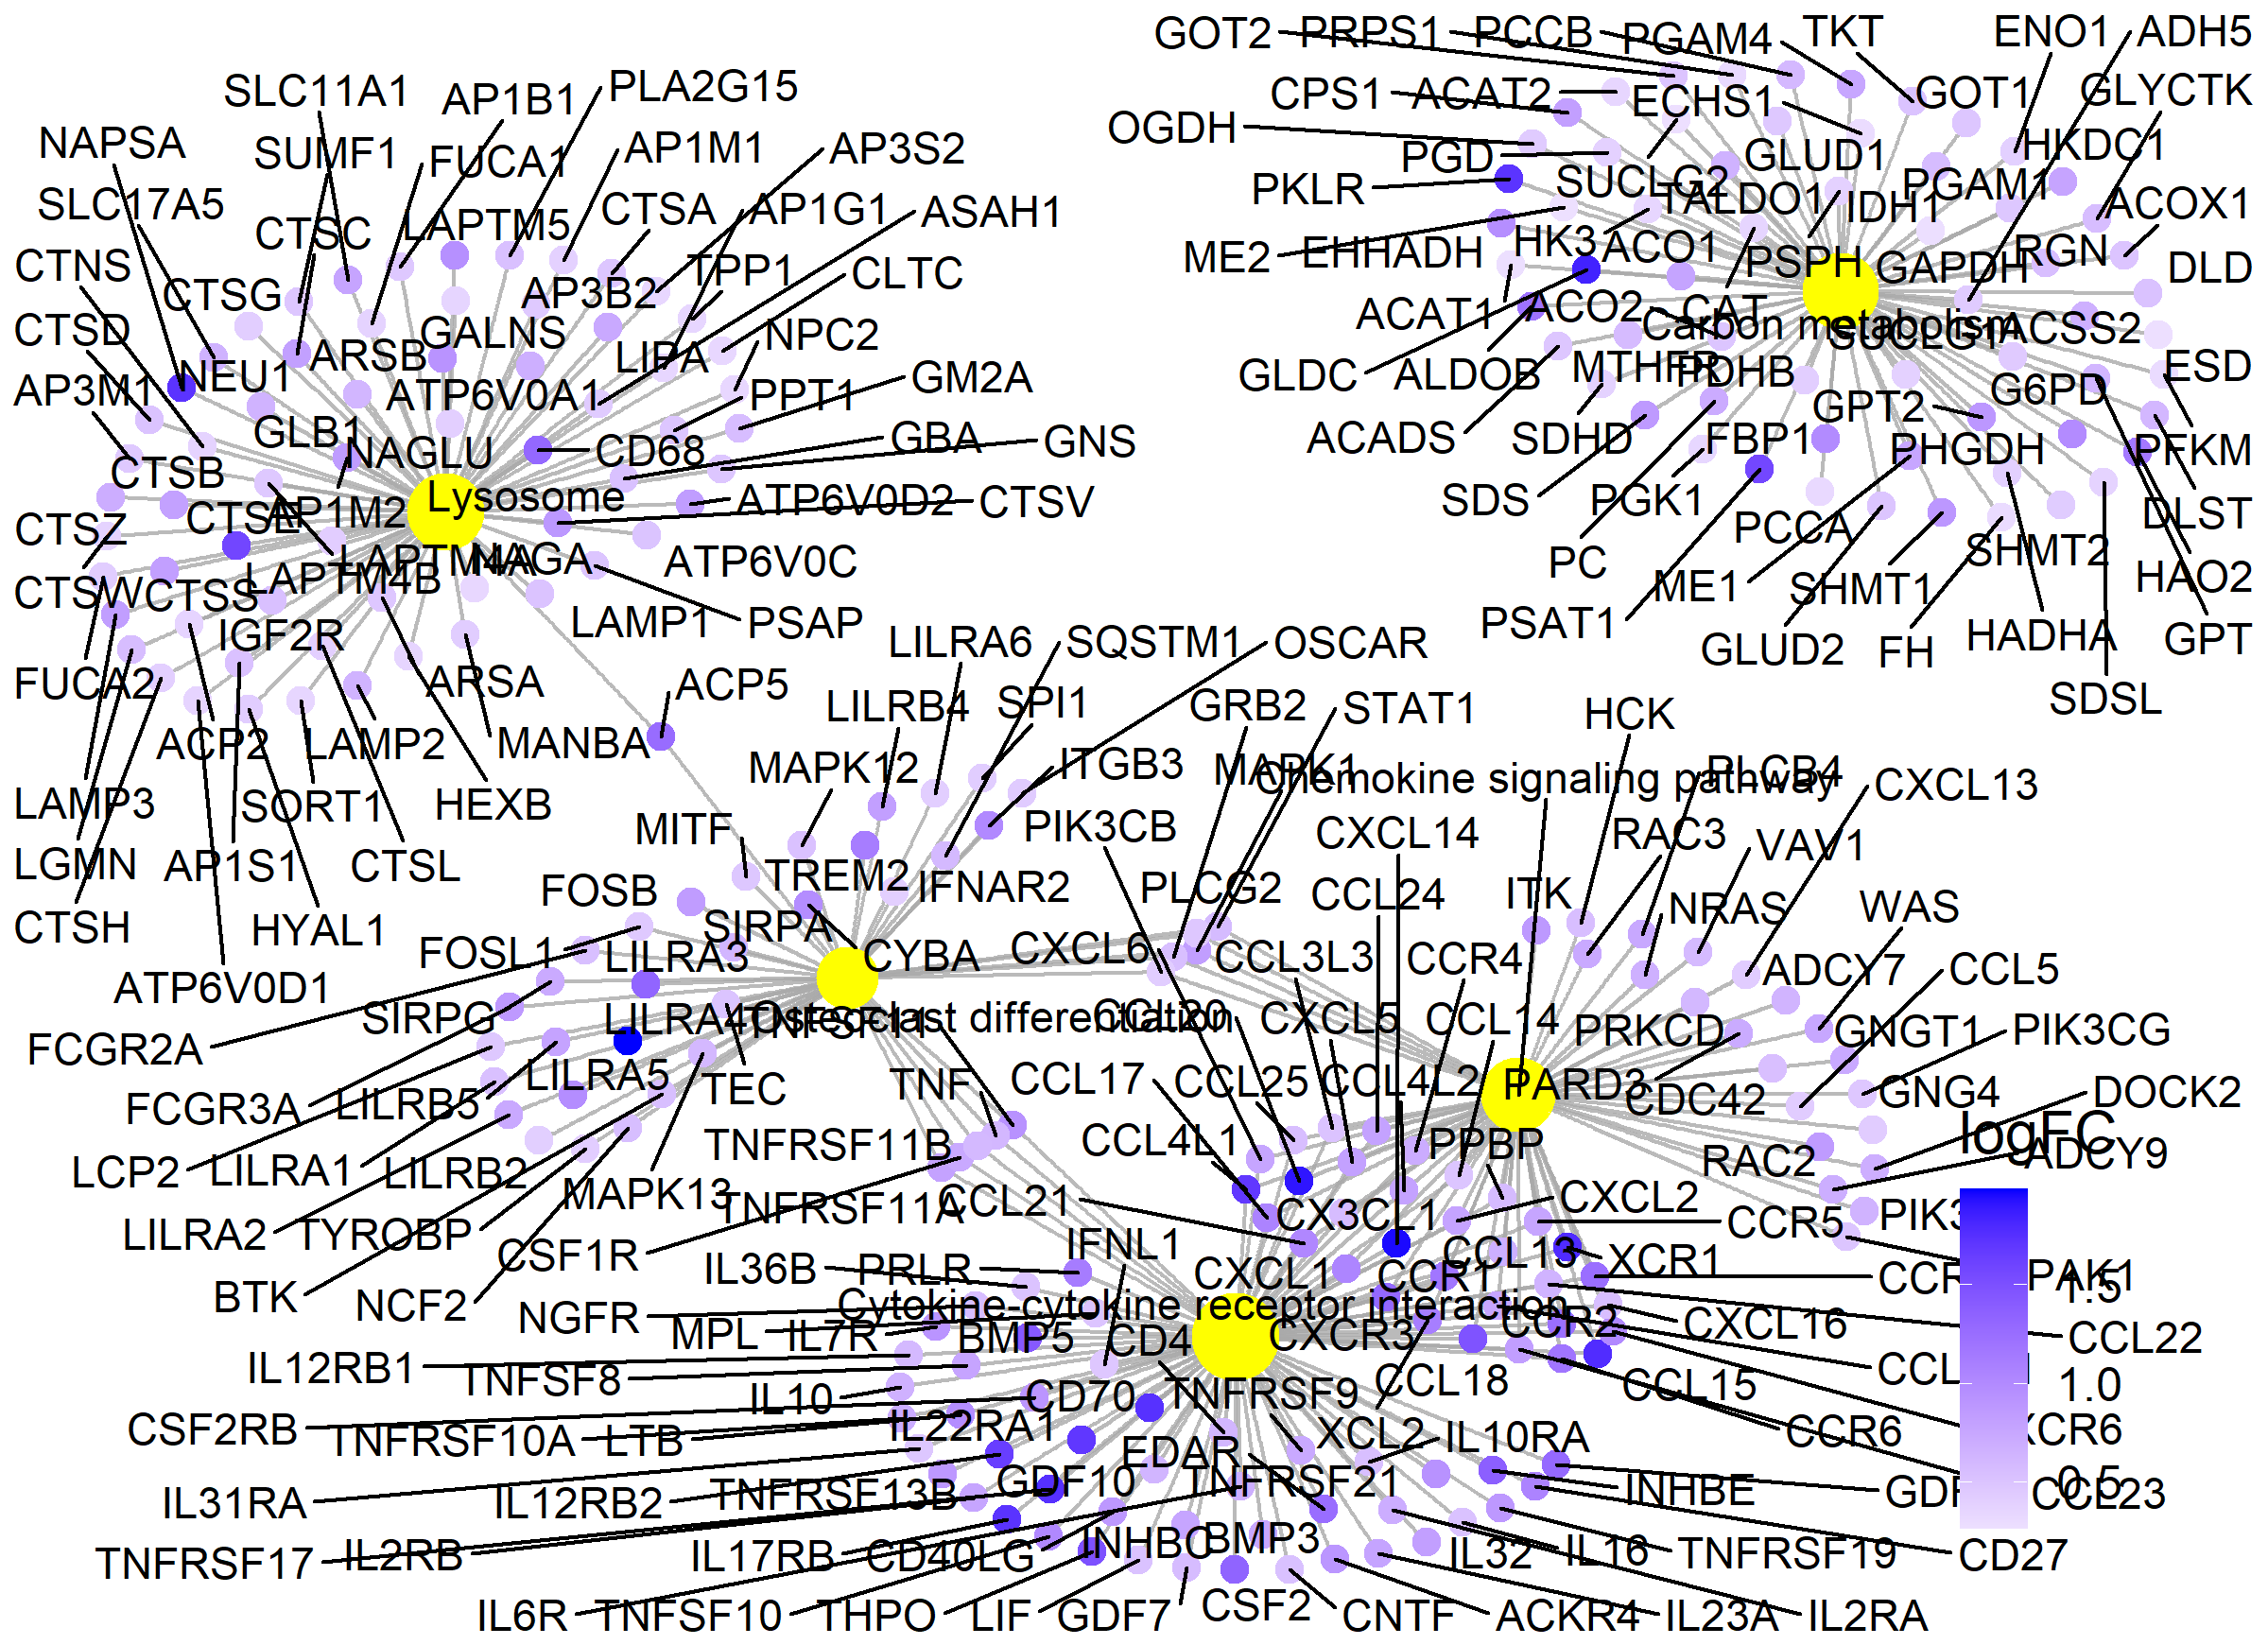 GOT2 PRPS1 PCCB PGAM4 TKT ENO1 ADH5
SLC11A1 AP1B1 PLA2G15 CPS1 ACAT2 ECHS1 GOT1 GLYCTK
NAPSA SUMF1 FUCA1 AP1M1 AP3S2 OGDH PGD GLUD1 HKDC1
SLC17A5 CTSC LAPTM5 CTSA AP1G1 ASAH1 PKLR SUCLG2 TALDO1 IDH1 PGAM1 ACOX1
CTNS CTSG AP3B2 TPP1 CLTC ME2 EHHADH HK3 ACO1 PSPH GAPDH RGN DLD
CTSD NEU1 ARSB GALNS LIPA NPC2 ACAT1 ACO2 CAT Carbon metabolism SUCLG1 ACSS2
AP3M1 GLB1 ATP6V0A1 PPT1 GM2A GLDC ALDOB MTHFR PDHB GPT2 G6PD ESD
CTSB NAGLU CD68 GBA GNS ACADS SDHD FBP1 PHGDH PFKM
CTSZ CTSE AP1M2 Lysosome ATP6V0D2 CTSV SDS PGK1 PCCA SHMT2 DLST
CTSW CTSS LAPTM4B LAPTM4A NAGA ATP6V0C PC ME1 SHMT1 HAO2
FUCA2 IGF2R ARSA LAMP1 PSAP PSAT1 GLUD2 FH HADHA GPT
ACP2 LAMP2 MANBA ACP5 LILRA6 SQSTM1 OSCAR SDSL
LAMP3 SORT1 HEXB MAPK12 LILRB4 SPI1 GRB2 STAT1 HCK
LGMN AP1S1 CTSL MITF ITGB3 MAPK1 Chemokine signaling pathway PLCB4 CXCL13
CTSH HYAL1 FOSB TREM2 IFNAR2 PIK3CB PLCG2 CXCL14 RAC3 VAV1
ATP6V0D1 FOSL1 SIRPA CYBA CXCL6 CCL24 ITK NRAS WAS
FCGR2A SIRPG LILRA3 CCL3L3 CCR4 ADCY7 CCL5
LILRA4 TNFSF11 Osteoclast differentiation CCL20 CXCL5 CCL14 PRKCD GNGT1 PIK3CG
FCGR3A LILRB5 LILRA5 TEC TNF CCL17 CCL25 CCL4L2 PARD3 CDC42 GNG4 DOCK2
LCP2 LILRA1 LILRB2 MAPK13 TNFRSF11B CCL4L1 PPBP RAC2 logFC ADCY9
LILRA2 TYROBP CSF1R TNFRSF11A CCL21 CX3CL1 CXCL2 CCR5
BTK NCF2 NGFR IL36B PRLR IFNL1 CXCL1 CCR1 CCL13 XCR1 PAK1 1.5
IL12RB1 TNFSF8 MPL IL7R BMP5 Cytokine-cytokine receptor interaction CD4 CXCR3 CCR2 CXCL16 CCL22
CSF2RB TNFRSF10A LTB IL10 IL22RA1 CD70 TNFRSF9 CCL18 CCL15 CCR6 1.0
IL31RA IL12RB2 TNFRSF13B GDF10 EDAR XCL2 TNFRSF21 IL10RA INHBE 0.5 CCL23
TNFRSF17 IL2RB IL17RB CD40LG INHBC BMP3 IL32 IL16 TNFRSF19 CD27
IL6R TNFSF10 THPO LIF GDF7 CSF2 CNTF ACKR4 IL23A IL2RA